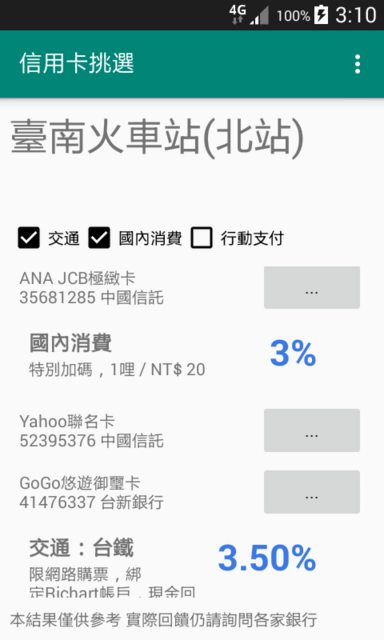 4G 100% 3:10
信用卡挑選
臺南火車站(北站)
交通 國內消費 行動支付
ANA JCB極緻卡
35681285 中國信託
...
國內消費
3%
特別加碼，1哩 / NT$ 20
Yahoo聯名卡
52395376 中國信託
...
GoGo悠遊御璽卡
41476337 台新銀行
...
交通：台鐵
3.50%
限網路購票，綁
定Richart帳戶，現金回
本結果僅供參考 實際回饋仍請詢問各家銀行